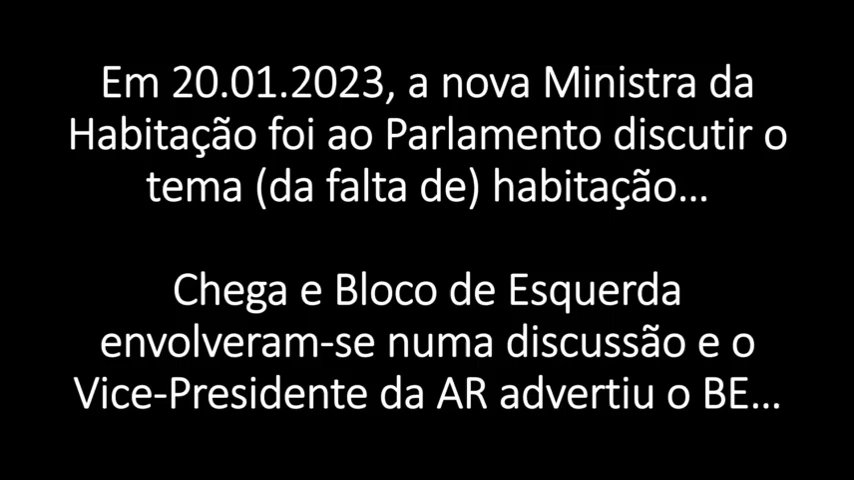 Em 20.01.2023, a nova Ministra da
Habitação foi ao Parlamento discutir o
tema (da falta de) habitação...
Chega e Bloco de Esquerda
envolveram-se numa discussão e o
Vice-Presidente da AR advertiu o BE...